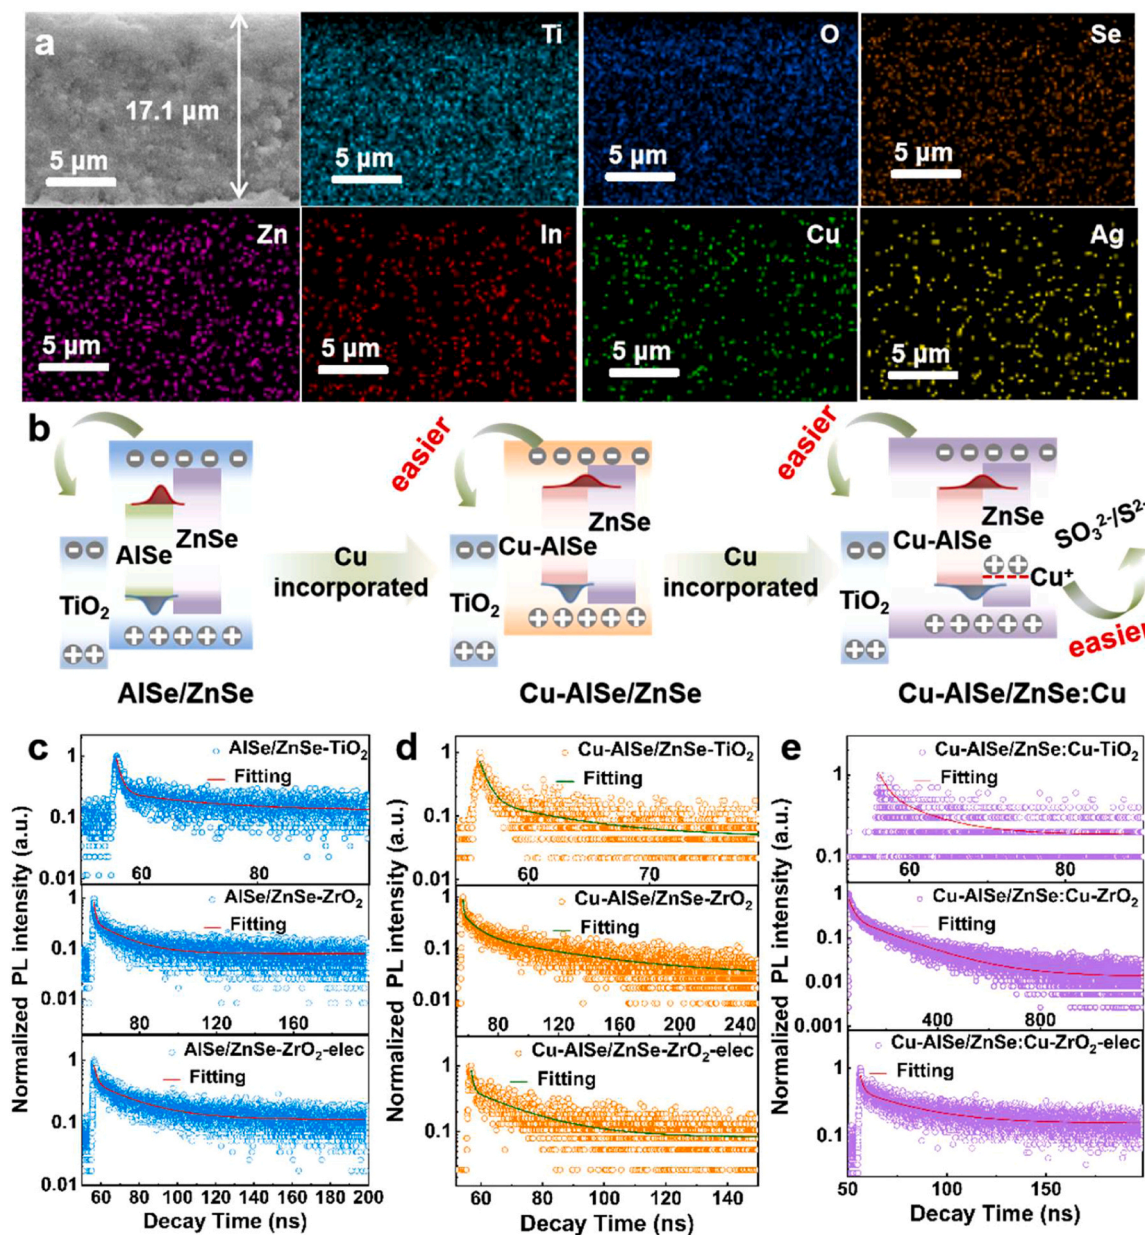 a
17.1 μm
5 μm
Ti
5 μm
O
5 μm
Se
5 μm
Zn
5 μm
In
5 μm
Cu
5 μm
Ag
5 μm
b
AISe
ZnSe
TiO₂
AISe/ZnSe
Cu
incorporated
easier
ZnSe
Cu-AISe
TiO₂
Cu-AISe/ZnSe
Cu
incorporated
easier
ZnSe
SO₃²⁻/S²⁻
Cu-AISe
Cu⁺
TiO₂
easier
Cu-AISe/ZnSe:Cu
c
Normalized PL intensity (a.u.)
AISe/ZnSe-TiO₂
Fitting
1
0.1
0.01
60 80
AISe/ZnSe-ZrO₂
Fitting
1
0.1
0.01
80 120 160
AISe/ZnSe-ZrO₂-elec
Fitting
1
0.1
0.01
60 80 100 120 140 160 180 200
Decay Time (ns)
d
Normalized PL intensity (a.u.)
Cu-AISe/ZnSe-TiO₂
Fitting
1
0.1
0.01
60 70
Cu-AISe/ZnSe-ZrO₂
Fitting
1
0.1
0.01
80 120 160 200 240
Cu-AISe/ZnSe-ZrO₂-elec
Fitting
1
0.1
60 80 100 120 140
Decay Time (ns)
e
Normalized PL intensity (a.u.)
Cu-AISe/ZnSe:Cu-TiO₂
Fitting
1
0.1
60 80
Cu-AISe/ZnSe:Cu-ZrO₂
Fitting
1
0.1
0.01
0.001
400 800
Cu-AISe/ZnSe:Cu-ZrO₂-elec
Fitting
1
0.1
50 100 150
Decay Time (ns)